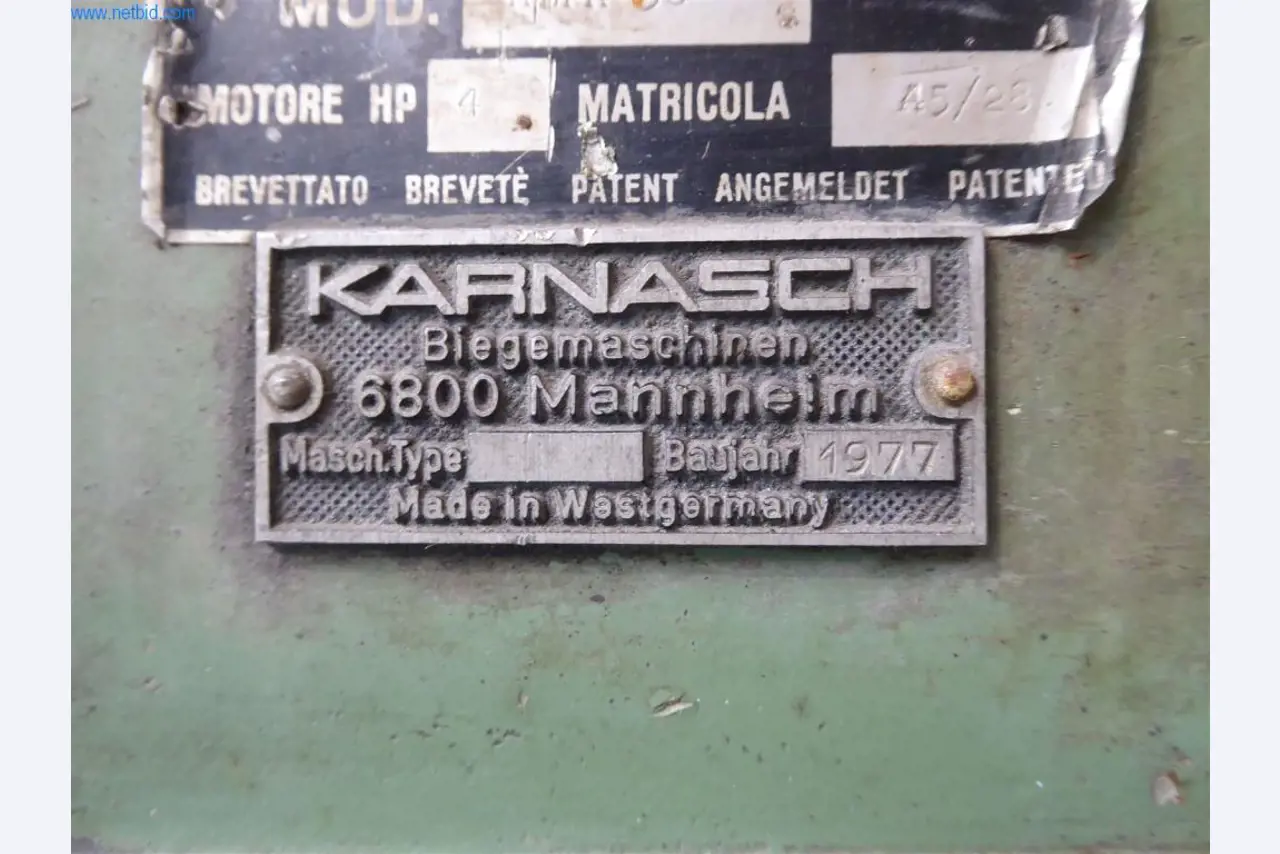 www.netbid.com
MOD.
MOTORE HP 4 MATRICOLA 45/28
BREVETTATO BREVETÈ PATENT ANGEMELDET PATENTED
KARNASCH
Biegemaschinen
6800 Mannheim
Masch.Type Baujahr 1977
Made in Westgermany